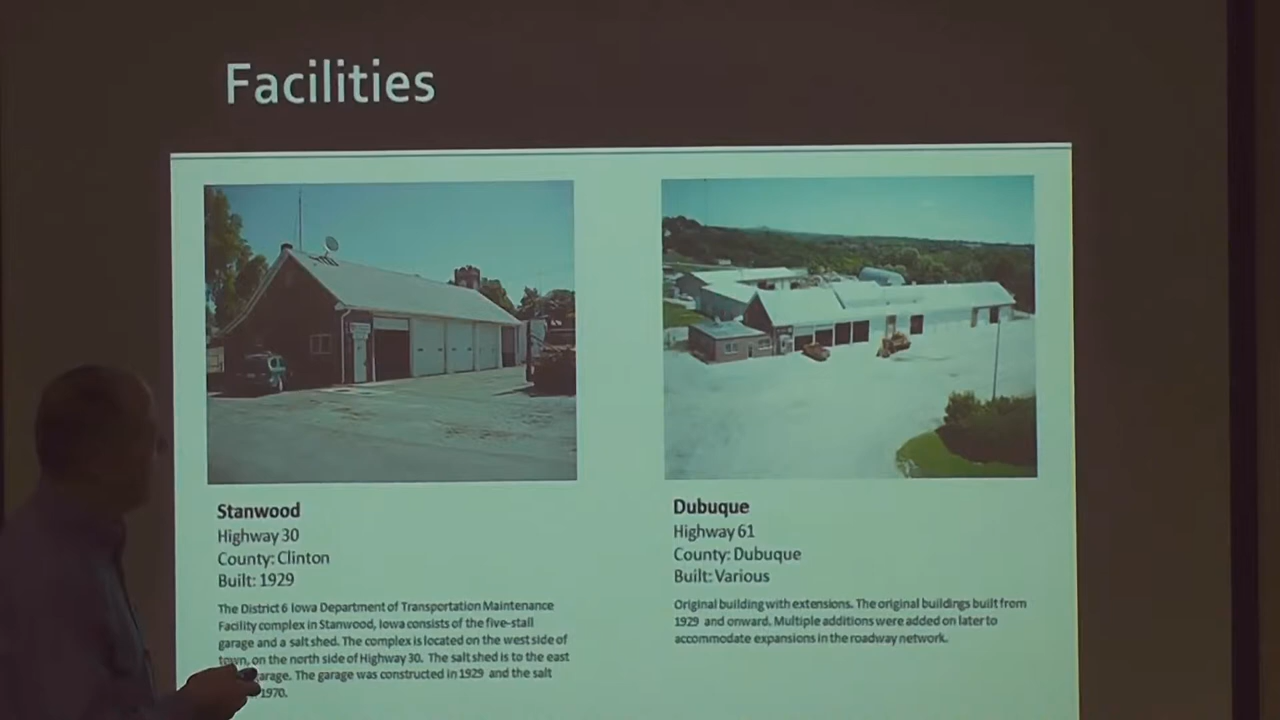 Facilities
Stanwood
Highway 30
County: Clinton
Built: 1929
The District 6 Iowa Department of Transportation Maintenance
Facility complex in Stanwood, Iowa consists of the five-stall
garage and a salt shed. The complex is located on the west side of
town, on the north side of Highway 30. The salt shed is to the east
garage. The garage was constructed in 1929 and the salt
1970.
Dubuque
Highway 61
County: Dubuque
Built: Various
Original building with extensions. The original buildings built from
1929 and onward. Multiple additions were added on later to
accommodate expansions in the roadway network.